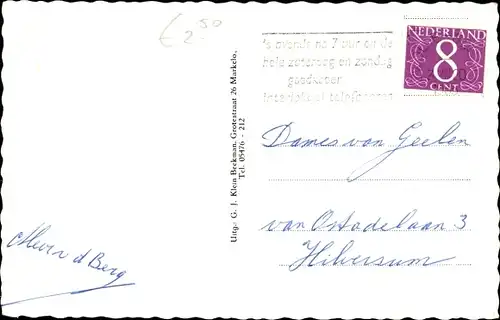 € 2.50
's avonds na 7 uur en de
hele zaterdag en zondag
goedkoper
interlokaal telefoneren
NEDERLAND
8
CENT
Uitg: G. J. Klein Beekman, Grotestraat 26 Markelo.
Tel. 05476 - 212
Dames van Geelen
van Ostadelaan 3
Hilversum
Mevr v d Berg